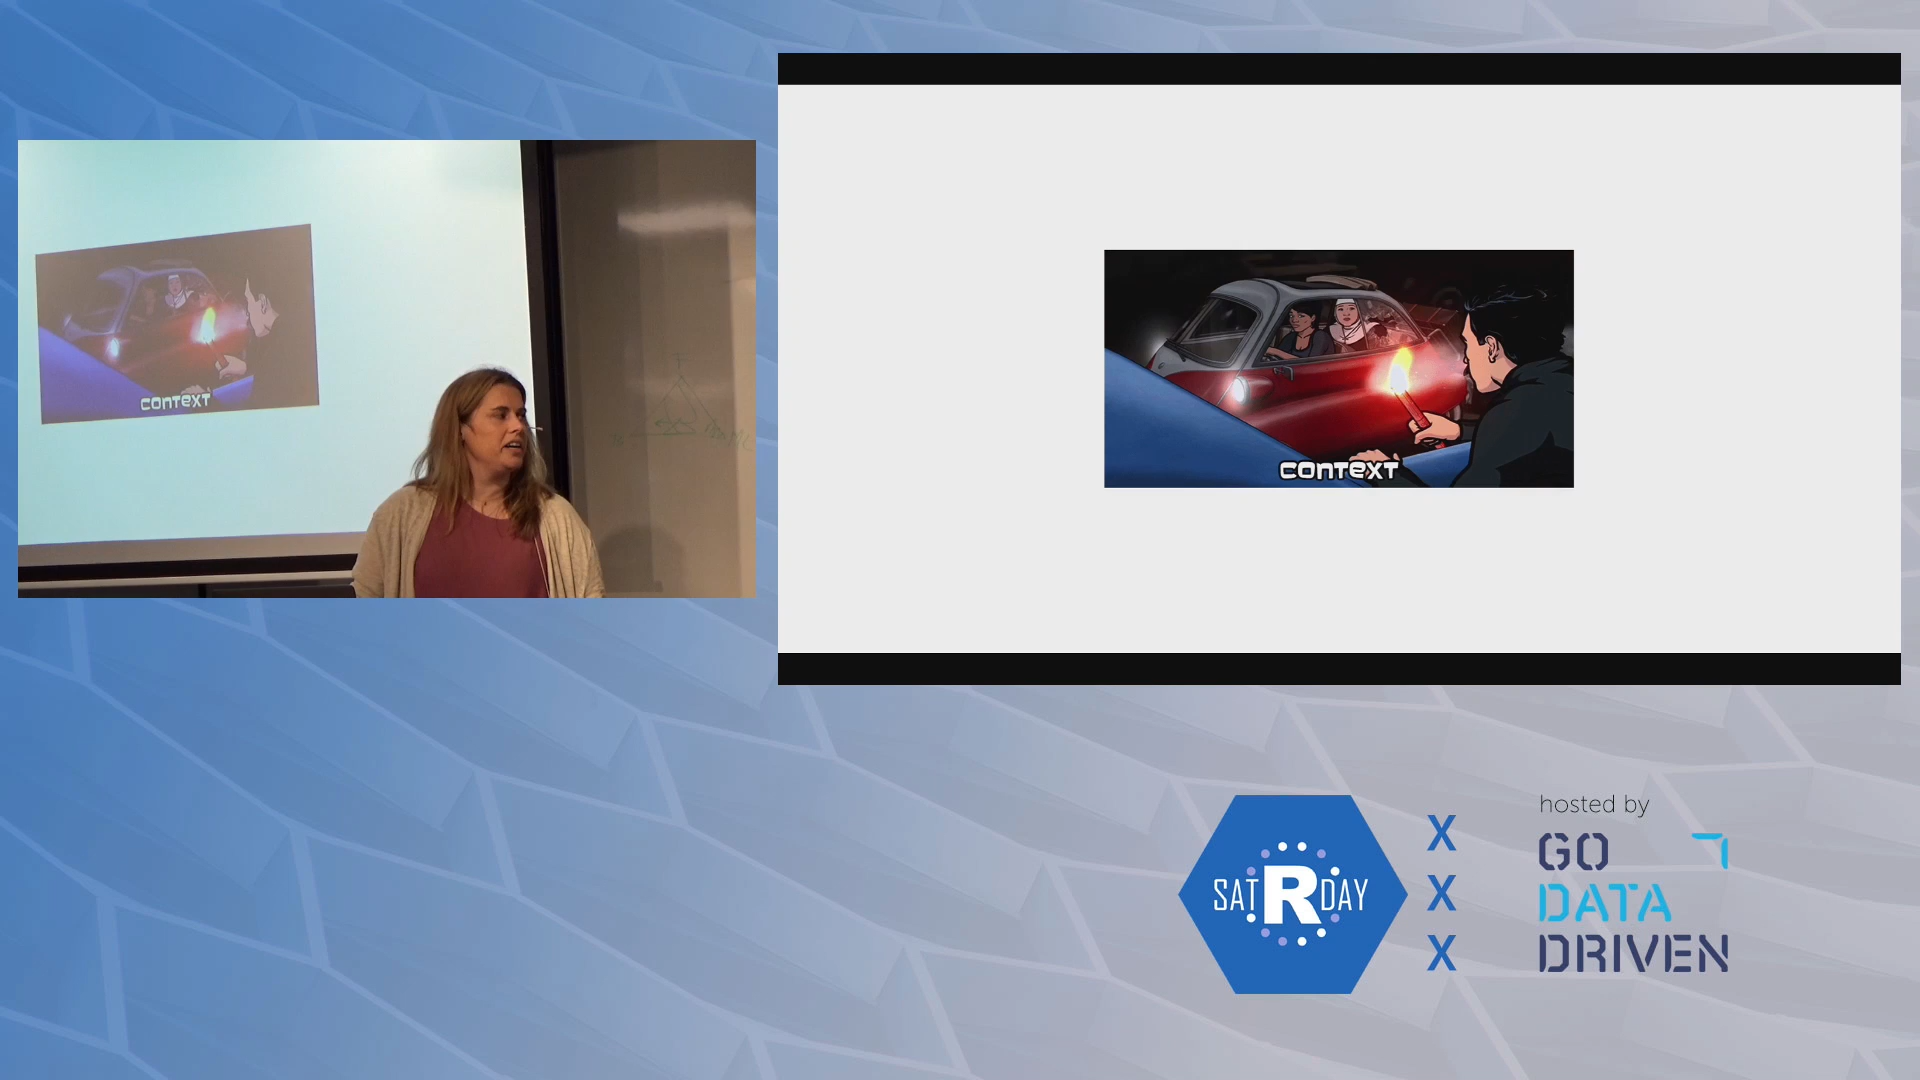 CONTEXT
CONTEXT
SAT R DAY
X
X
X
hosted by
GO
DATA
DRIVEN